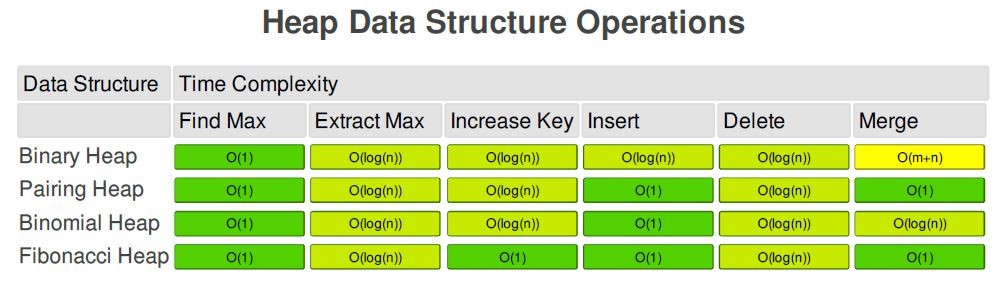 Heap Data Structure Operations
Data Structure Time Complexity
Find Max Extract Max Increase Key Insert Delete Merge
Binary Heap O(1) O(log(n)) O(log(n)) O(log(n)) O(log(n)) O(m+n)
Pairing Heap O(1) O(log(n)) O(log(n)) O(1) O(log(n)) O(1)
Binomial Heap O(1) O(log(n)) O(log(n)) O(1) O(log(n)) O(log(n))
Fibonacci Heap O(1) O(log(n)) O(1) O(1) O(log(n)) O(1)